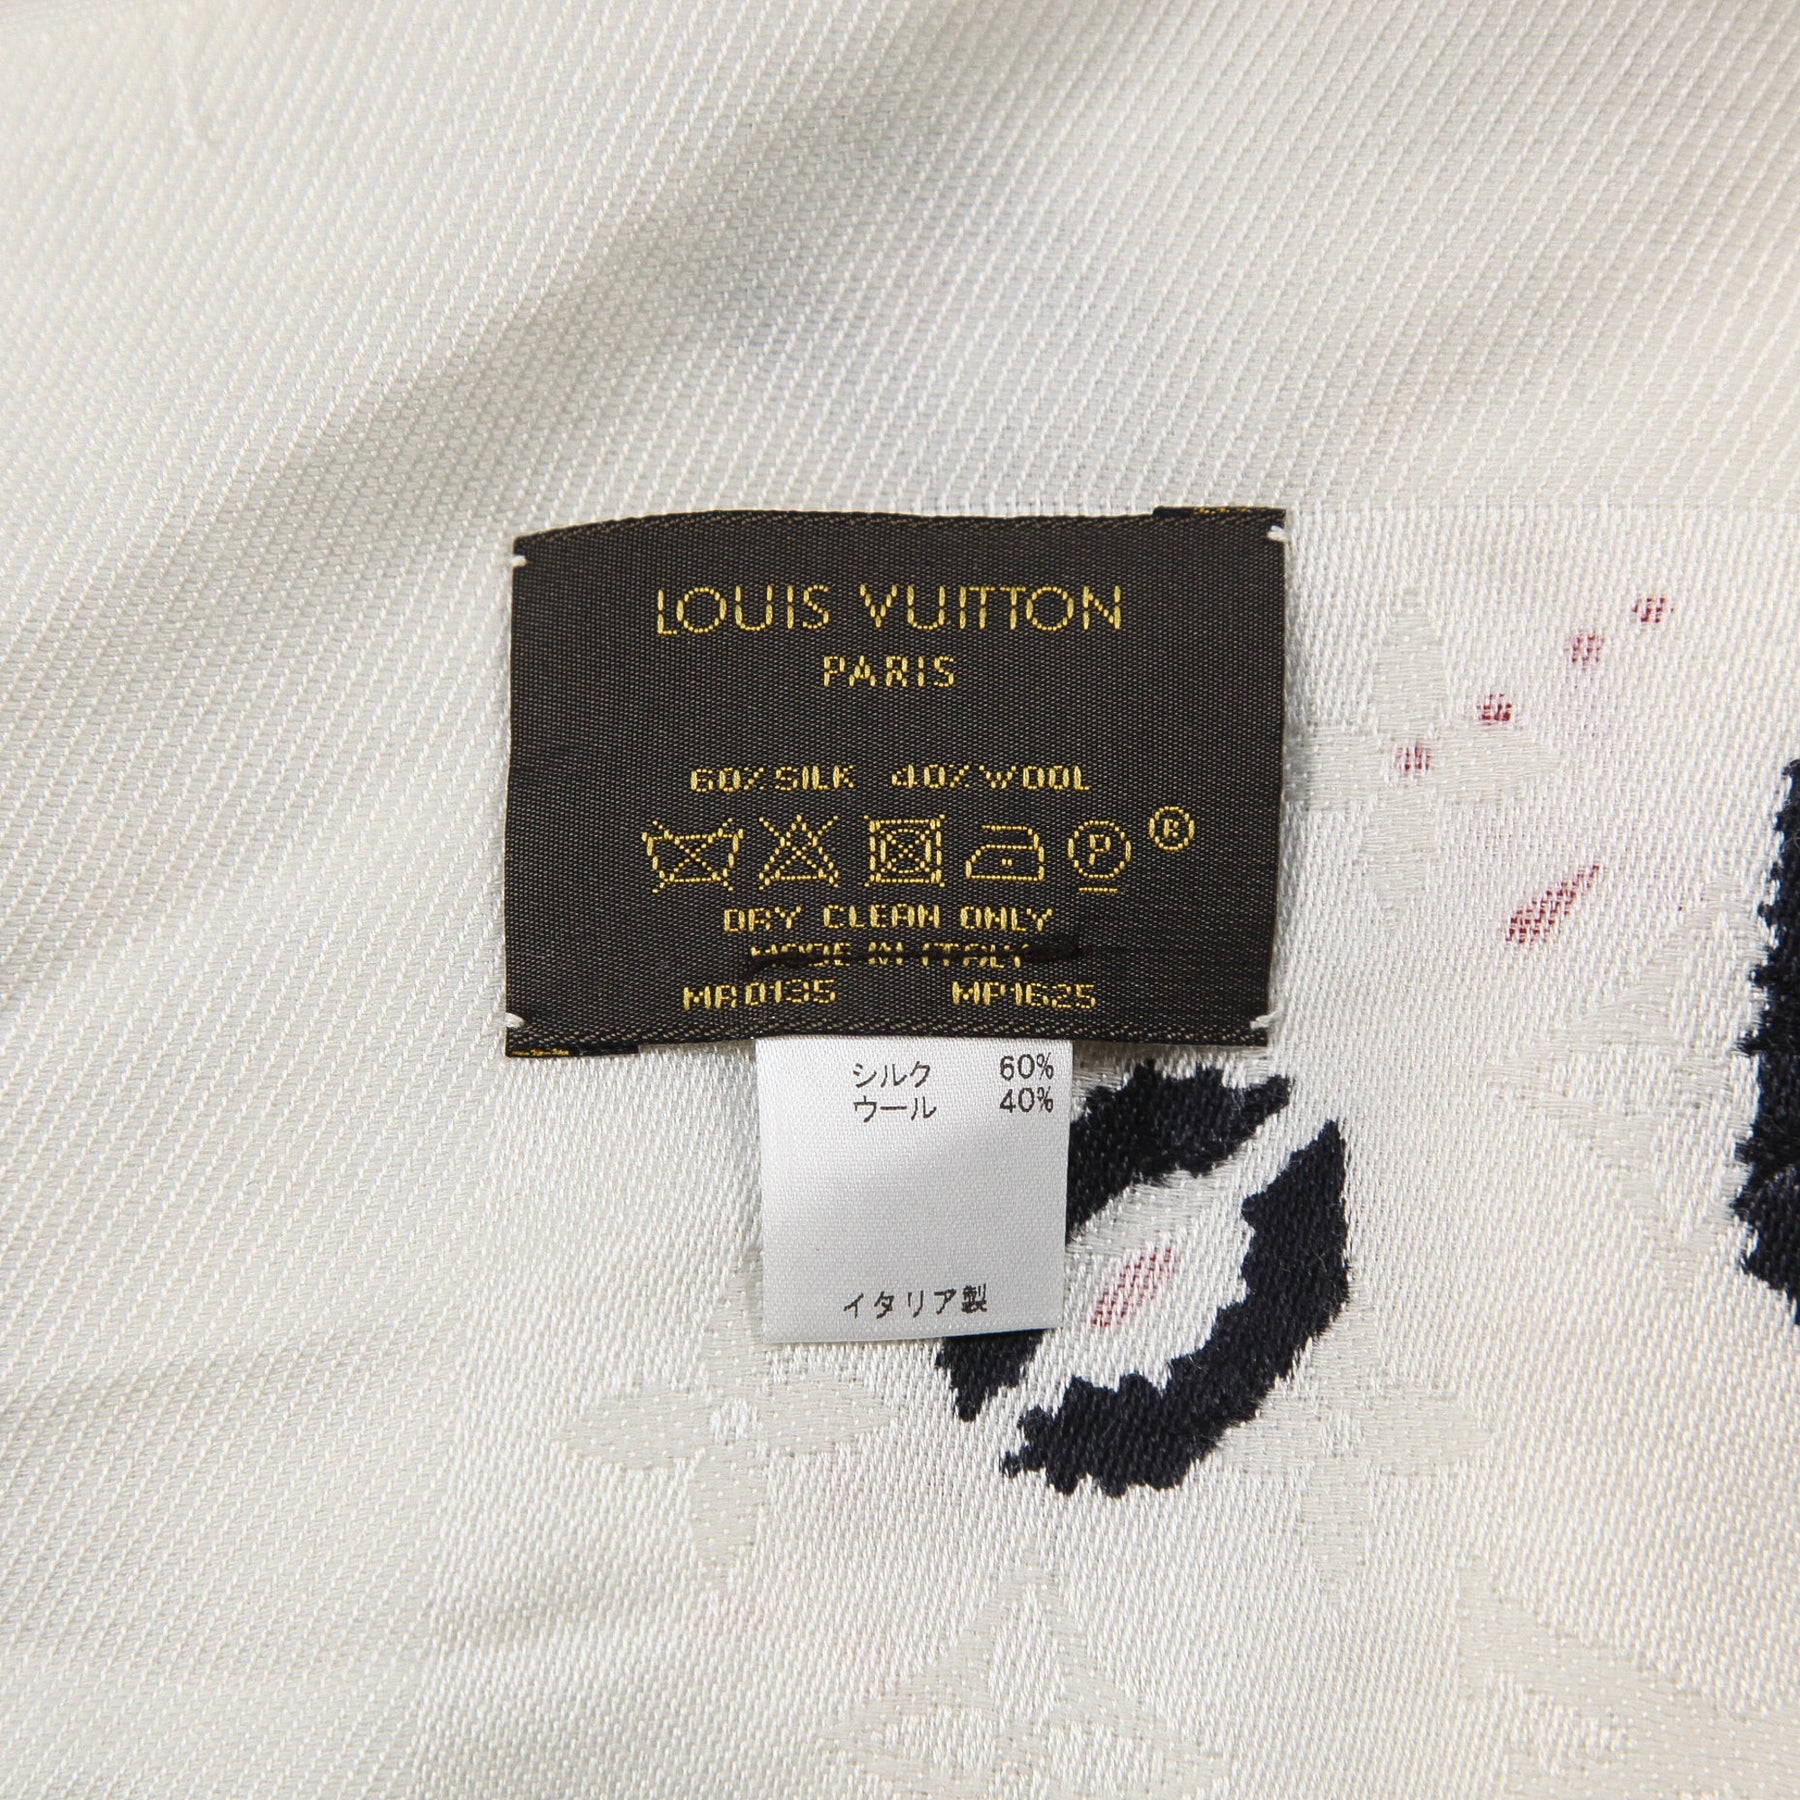 LOUIS VUITTON
PARIS
60% SILK 40% WOOL
P ®
DRY CLEAN ONLY
MADE IN ITALY
MR0135 MP1625
シルク 60%
ウール 40%
イタリア製